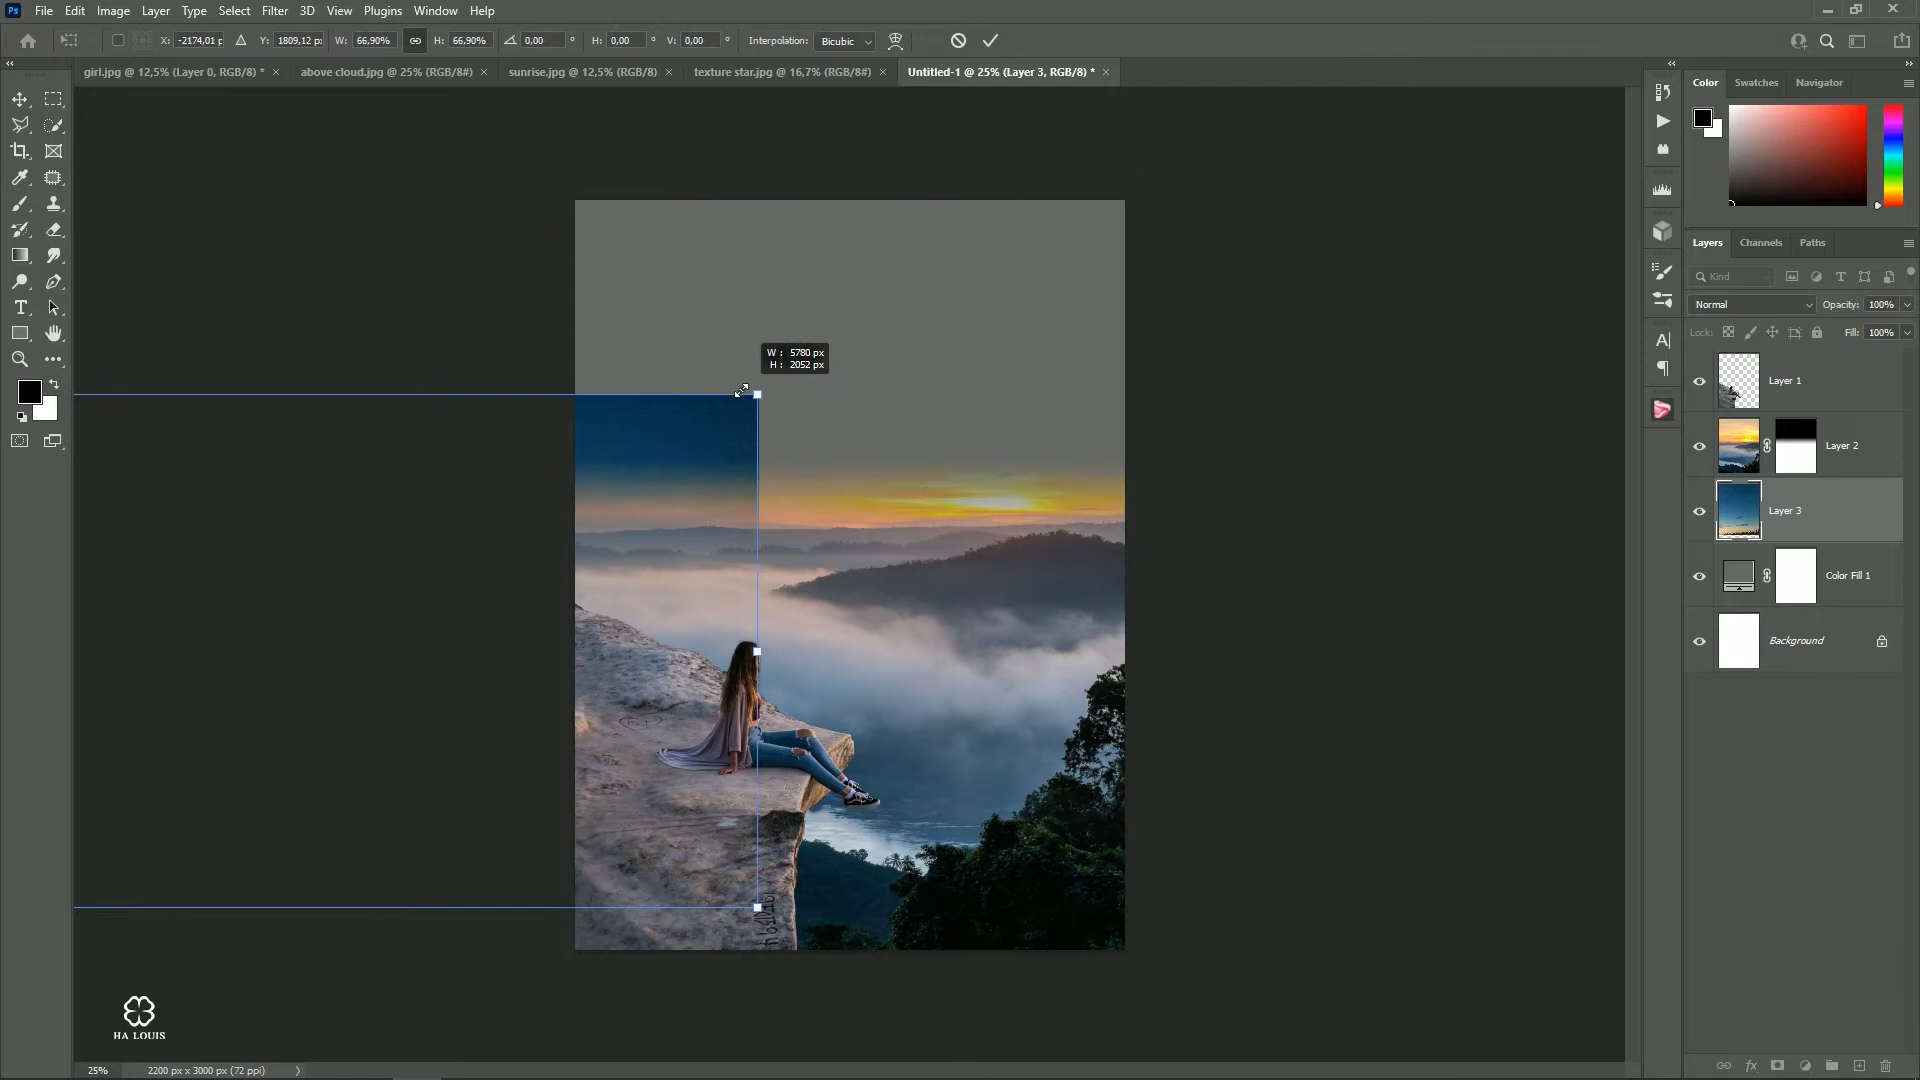 Ps File Edit Image Layer Type Select Filter 3D View Plugins Window Help
X: -2174,01 p Y: 1809,12 p: W: 66,90% H: 66,90% 0,00 ° H: 0,00 ° V: 0,00 ° Interpolation: Bicubic
girl.jpg @ 12,5% (Layer 0, RGB/8) * × above cloud.jpg @ 25% (RGB/8#) × sunrise.jpg @ 12,5% (RGB/8) × texture star.jpg @ 16,7% (RGB/8#) × Untitled-1 @ 25% (Layer 3, RGB/8) * ×
Color Swatches Navigator
Layers Channels Paths
Kind
Normal Opacity: 100%
Lock: Fill: 100%
Layer 1
Layer 2
Layer 3
Color Fill 1
Background
W : 5780 px
H : 2052 px
HA LOUIS
25% 2200 px x 3000 px (72 ppi)